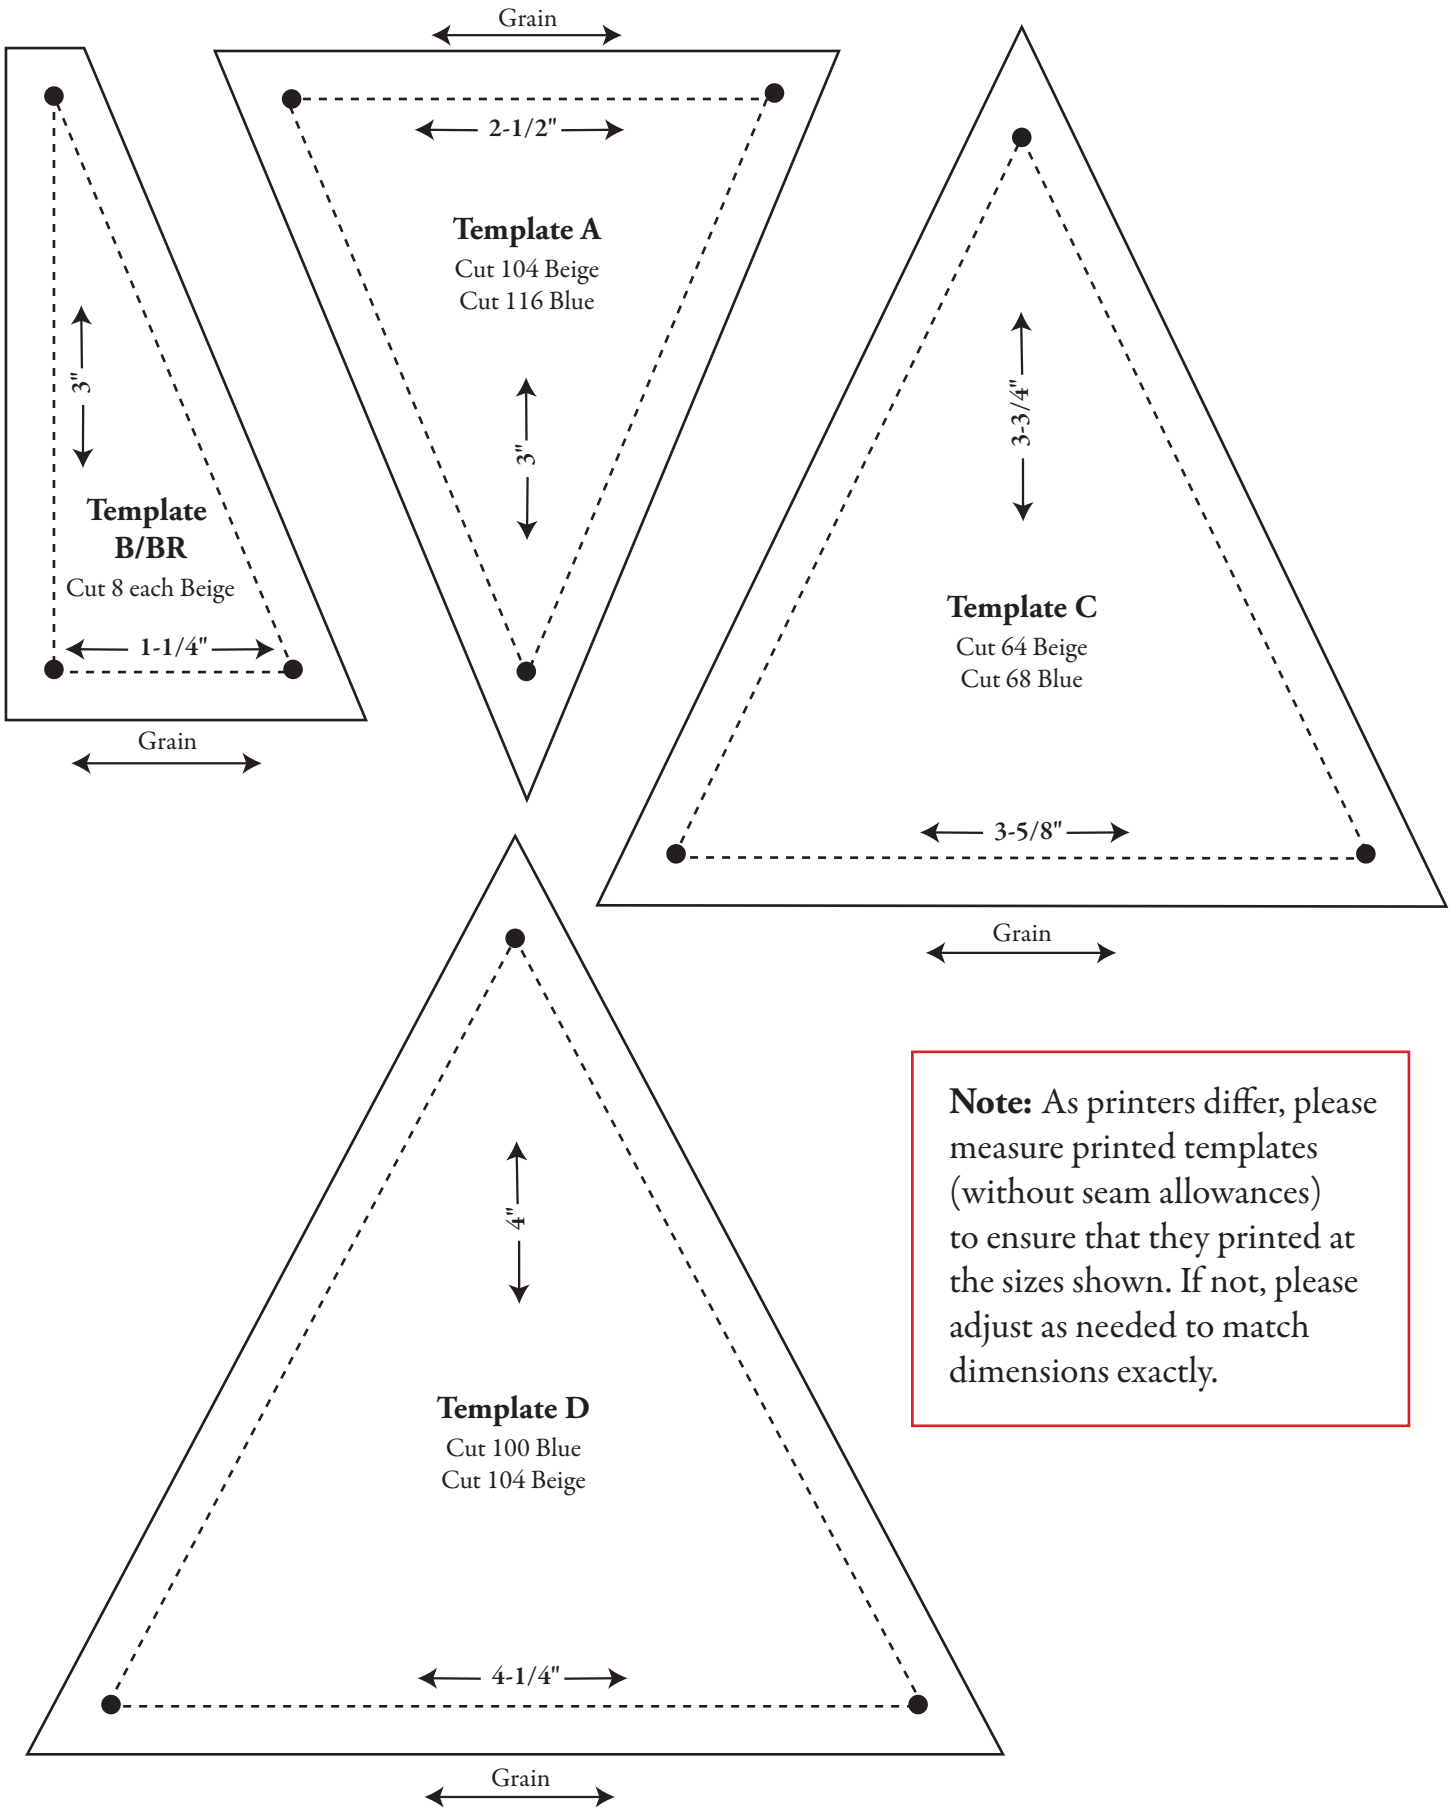 Grain
2-1/2"
Template A
Cut 104 Beige
Cut 116 Blue
3"
3"
Template
B/BR
Cut 8 each Beige
1-1/4"
Grain
3-3/4"
Template C
Cut 64 Beige
Cut 68 Blue
3-5/8"
Grain
4"
Template D
Cut 100 Blue
Cut 104 Beige
4-1/4"
Grain
Note: As printers differ, please
measure printed templates
(without seam allowances)
to ensure that they printed at
the sizes shown. If not, please
adjust as needed to match
dimensions exactly.